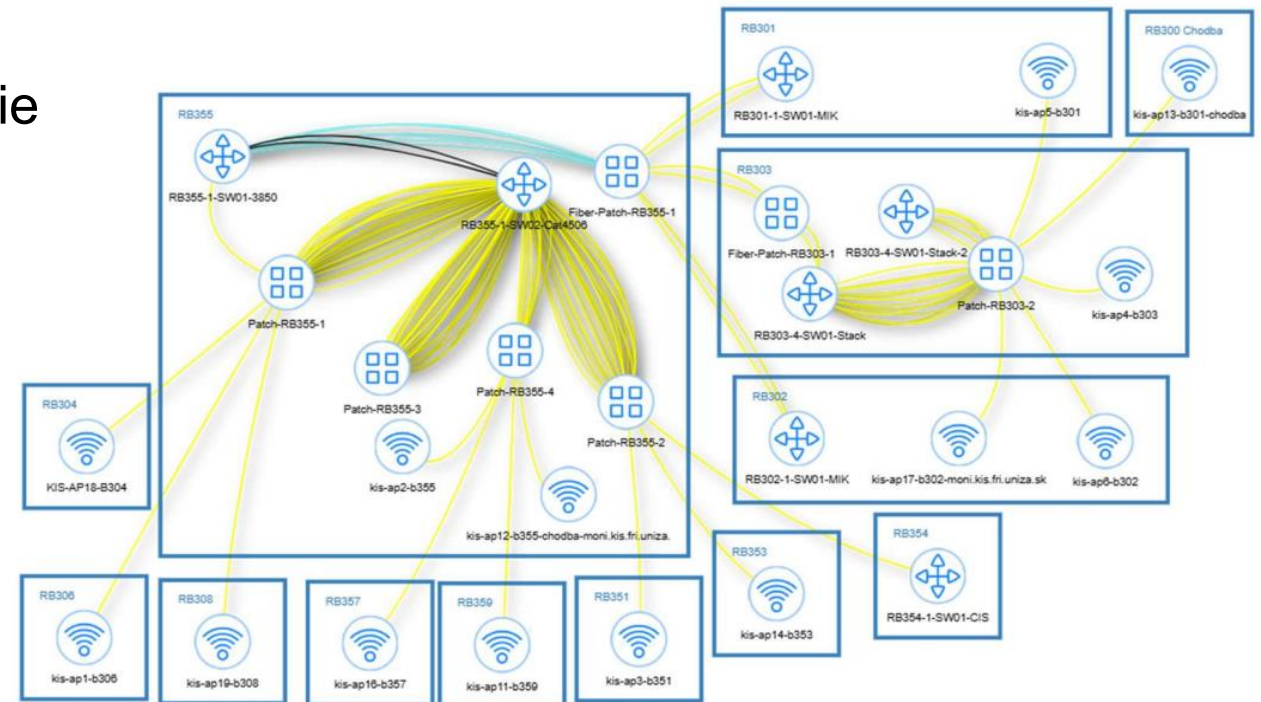 ie
RB355
RB355-1-SW01-3850
RB355-1-SW02-Cat4506
Fiber-Patch-RB355-1
Patch-RB355-1
Patch-RB355-3
Patch-RB355-4
Patch-RB355-2
kis-ap2-b355
kis-ap12-b355-chodba-moni.kis.fri.uniza.
RB301
RB301-1-SW01-MIK
kis-ap5-b301
RB300 Chodba
kis-ap13-b301-chodba
RB303
Fiber-Patch-RB303-1
RB303-4-SW01-Stack-2
RB303-4-SW01-Stack
Patch-RB303-2
kis-ap4-b303
RB302
RB302-1-SW01-MIK
kis-ap17-b302-moni.kis.fri.uniza.sk
kis-ap6-b302
RB304
KIS-AP18-B304
RB306
kis-ap1-b306
RB308
kis-ap19-b308
RB357
kis-ap16-b357
RB359
kis-ap11-b359
RB351
kis-ap3-b351
RB353
kis-ap14-b353
RB354
RB354-1-SW01-CIS